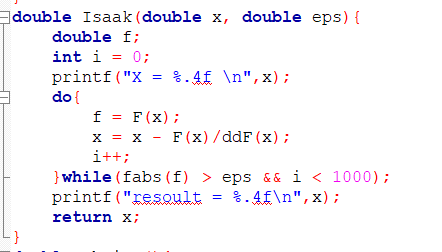 double Isaak(double x, double eps){
double f;
int i = 0;
printf("X = %.4f \n",x);
do{
f = F(x);
x = x - F(x)/ddF(x);
i++;
}while(fabs(f) > eps && i < 1000);
printf("resoult = %.4f\n",x);
return x;
}